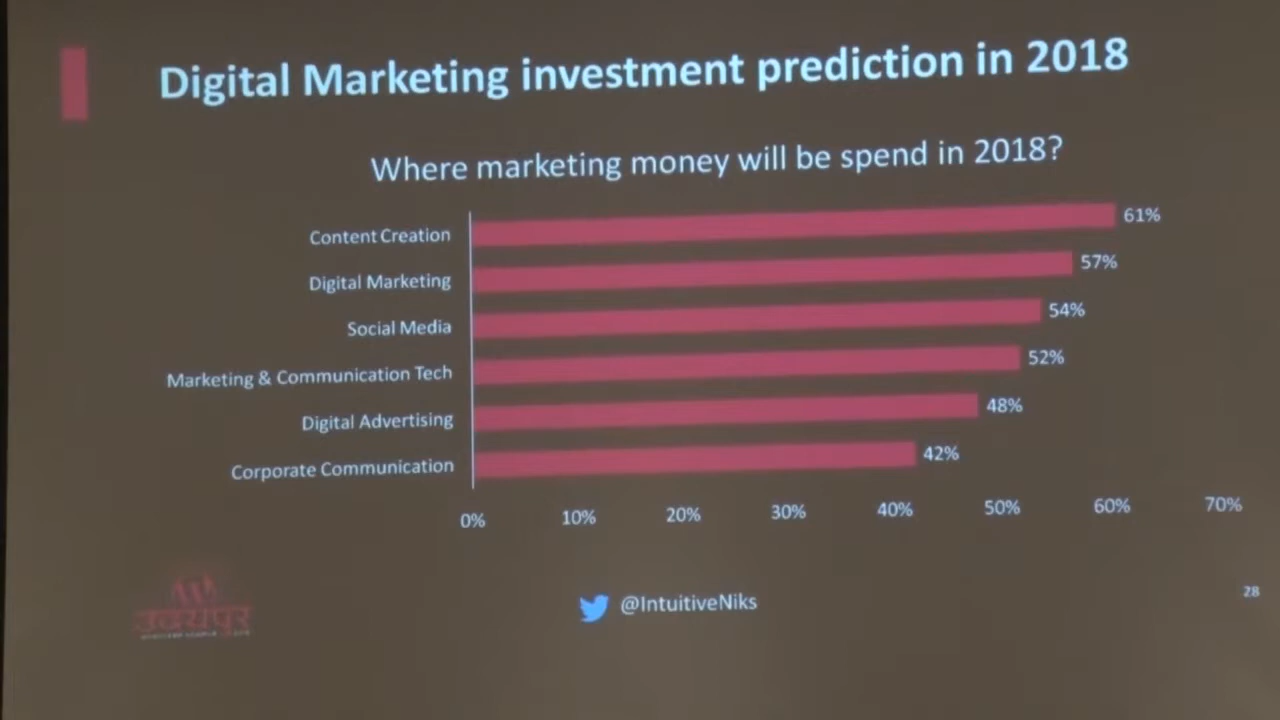 Digital Marketing investment prediction in 2018
Where marketing money will be spend in 2018?
Content Creation 61%
Digital Marketing 57%
Social Media 54%
Marketing & Communication Tech 52%
Digital Advertising 48%
Corporate Communication 42%
0% 10% 20% 30% 40% 50% 60% 70%
उदयपुर
@IntuitiveNiks
28